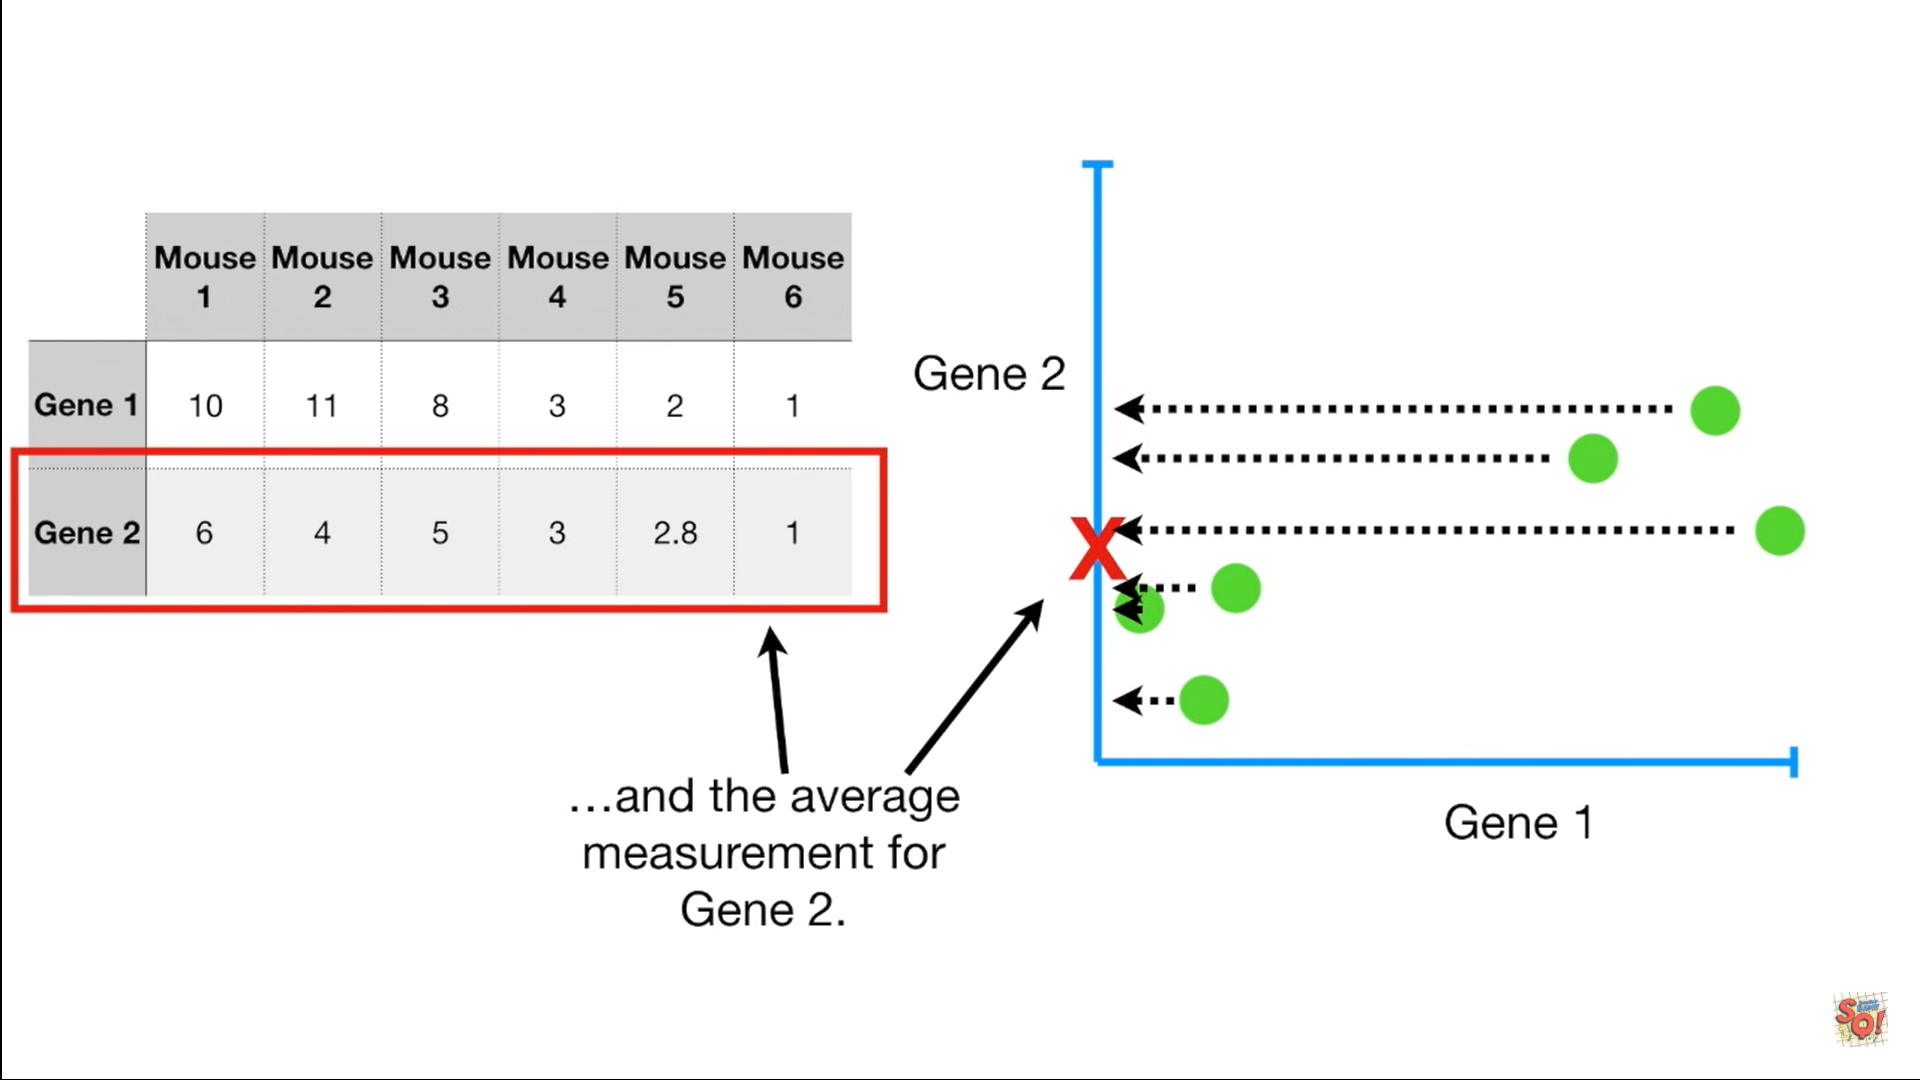 Mouse 1 Mouse 2 Mouse 3 Mouse 4 Mouse 5 Mouse 6
Gene 1 10 11 8 3 2 1
Gene 2 6 4 5 3 2.8 1
...and the average
measurement for
Gene 2.
Gene 2
X
Gene 1
SQ!